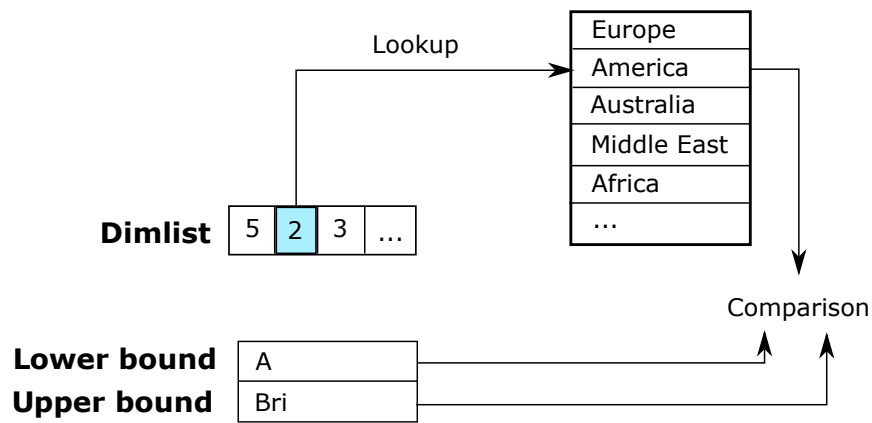 Europe
Lookup
America
Australia
Middle East
Africa
...
Dimlist 5 2 3 ...
Comparison
Lower bound A
Upper bound Bri